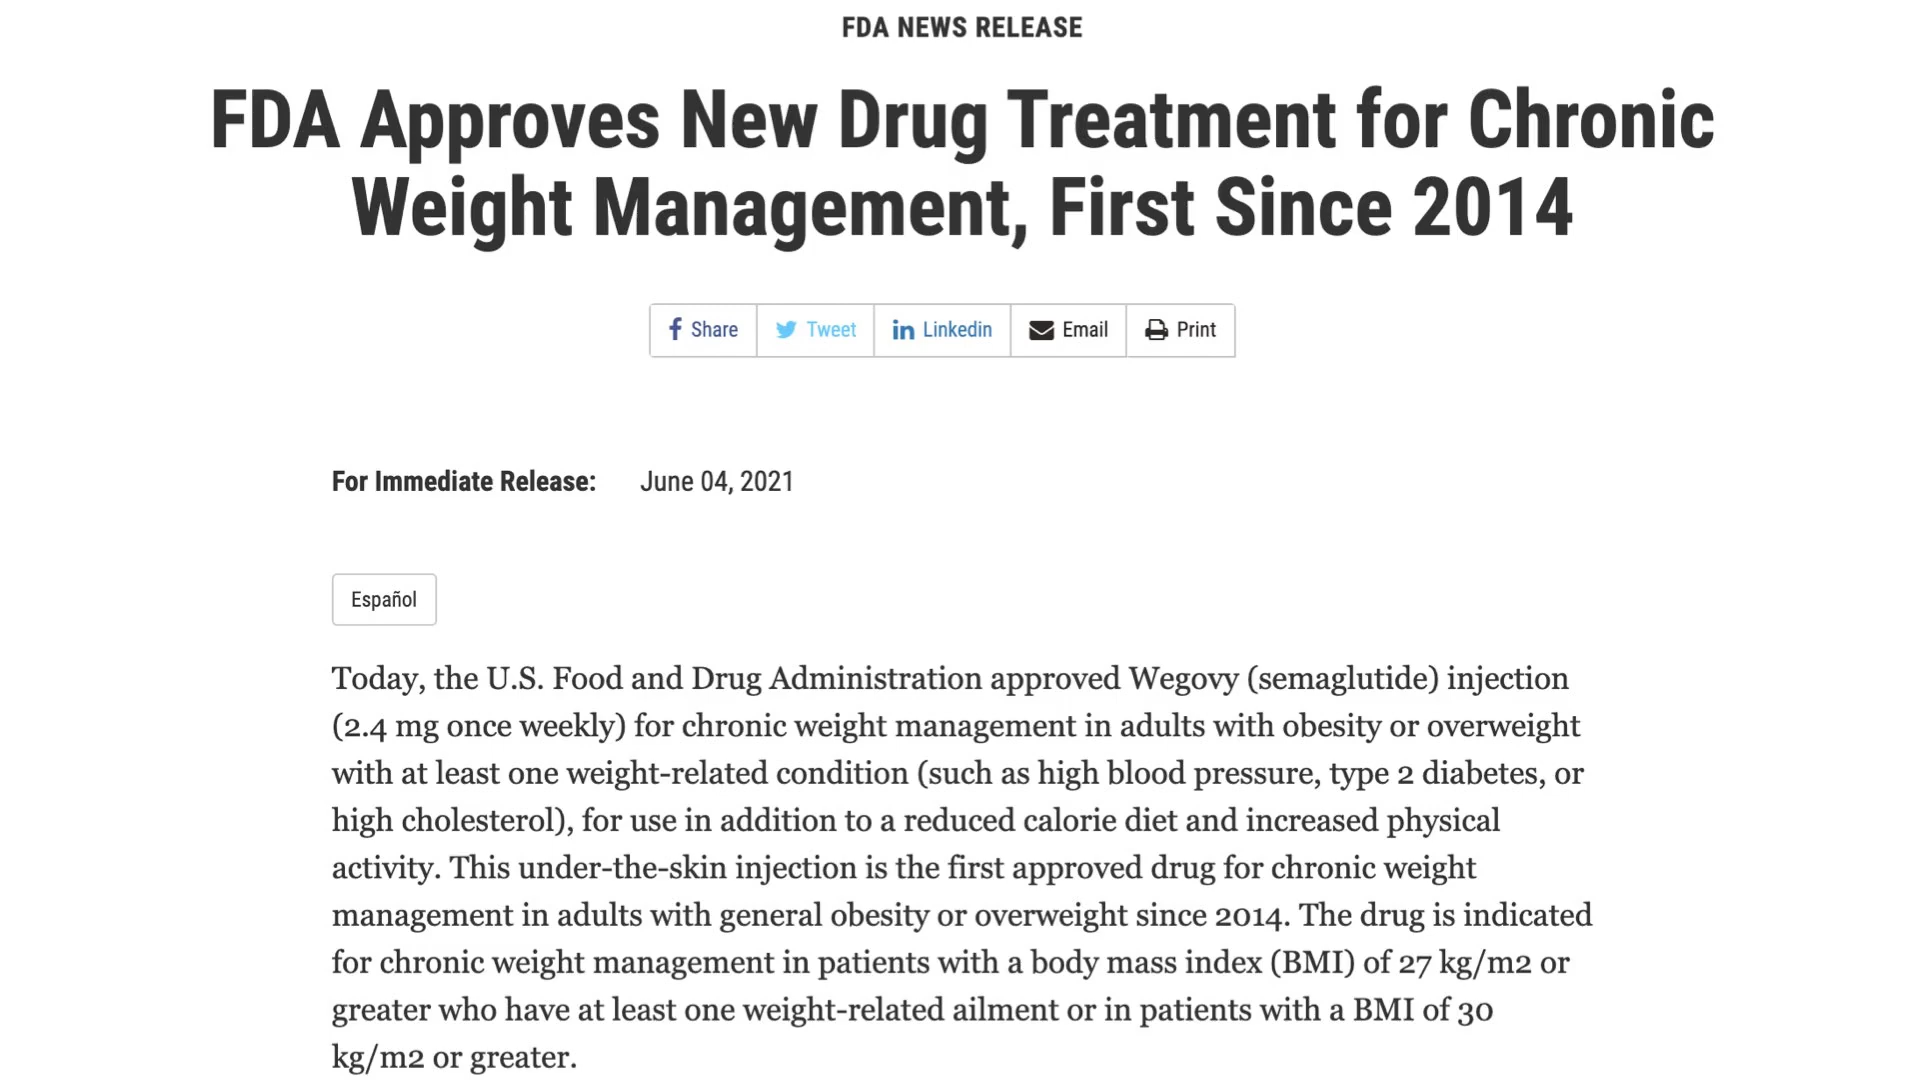 FDA NEWS RELEASE
FDA Approves New Drug Treatment for Chronic
Weight Management, First Since 2014
Share Tweet Linkedin Email Print
For Immediate Release: June 04, 2021
Español
Today, the U.S. Food and Drug Administration approved Wegovy (semaglutide) injection
(2.4 mg once weekly) for chronic weight management in adults with obesity or overweight
with at least one weight-related condition (such as high blood pressure, type 2 diabetes, or
high cholesterol), for use in addition to a reduced calorie diet and increased physical
activity. This under-the-skin injection is the first approved drug for chronic weight
management in adults with general obesity or overweight since 2014. The drug is indicated
for chronic weight management in patients with a body mass index (BMI) of 27 kg/m2 or
greater who have at least one weight-related ailment or in patients with a BMI of 30
kg/m2 or greater.